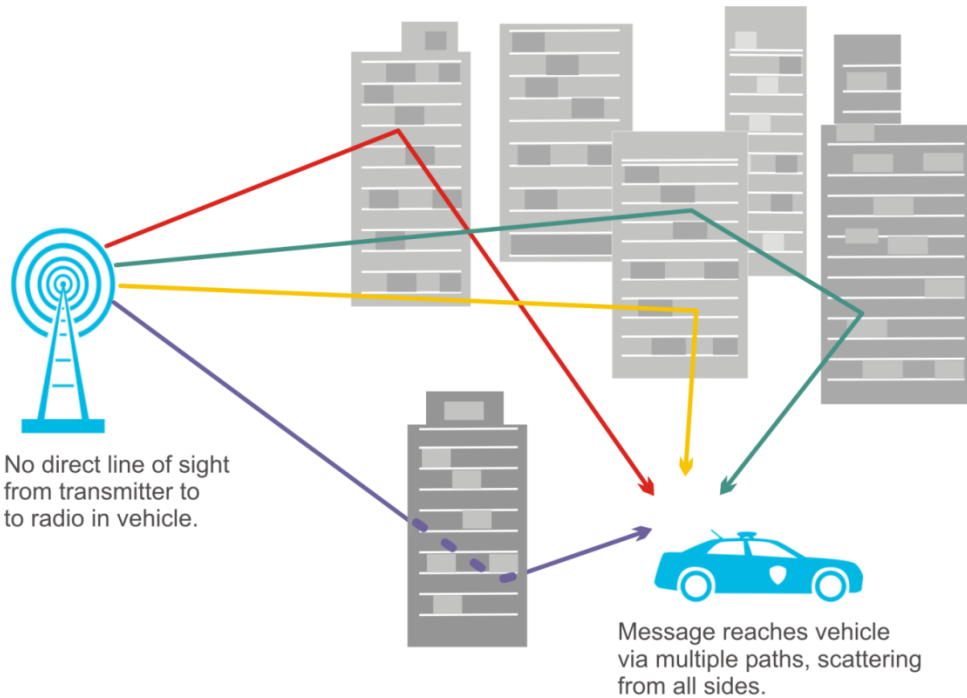 No direct line of sight
from transmitter to
to radio in vehicle.
Message reaches vehicle
via multiple paths, scattering
from all sides.